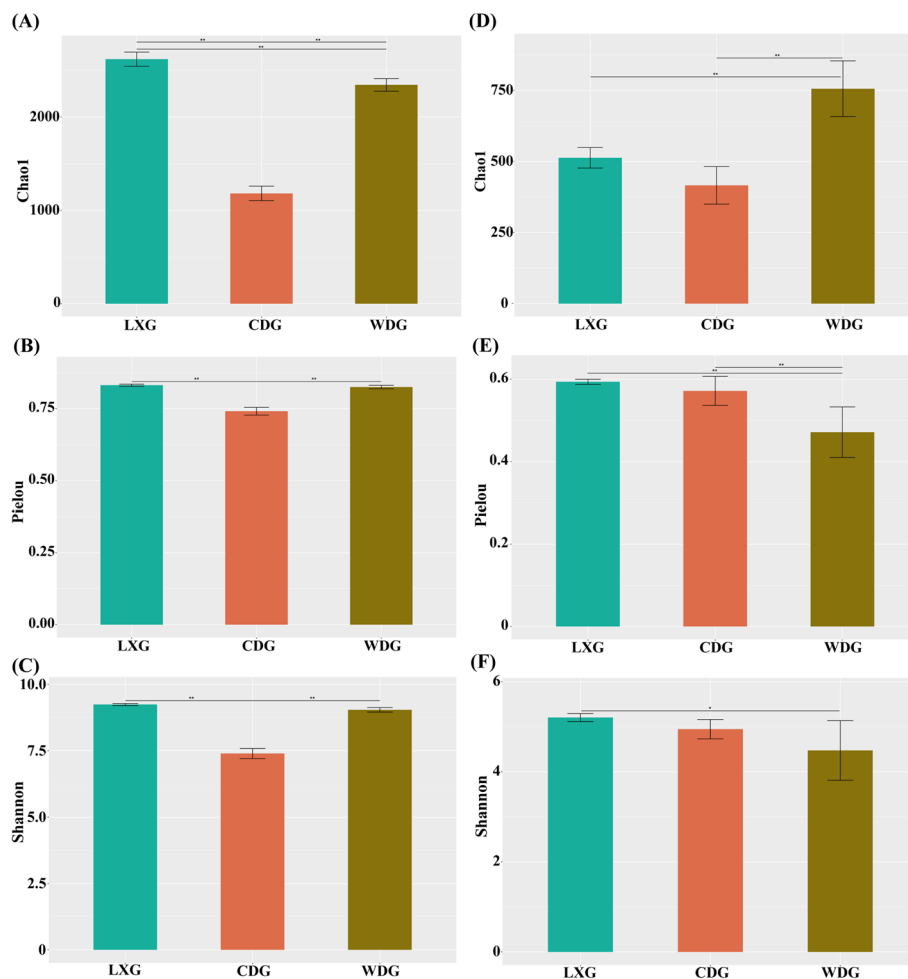 (A)
** **
**
2000
1000
0
Chao1
LXG CDG WDG
(D)
**
**
750
500
250
0
Chao1
LXG CDG WDG
(B)
** **
0.75
0.50
0.25
0.00
Pielou
LXG CDG WDG
(E)
**
**
0.6
0.4
0.2
0
Pielou
LXG CDG WDG
(C)
10.0
** **
7.5
5.0
2.5
0
Shannon
LXG CDG WDG
(F)
6
*
4
2
0
Shannon
LXG CDG WDG